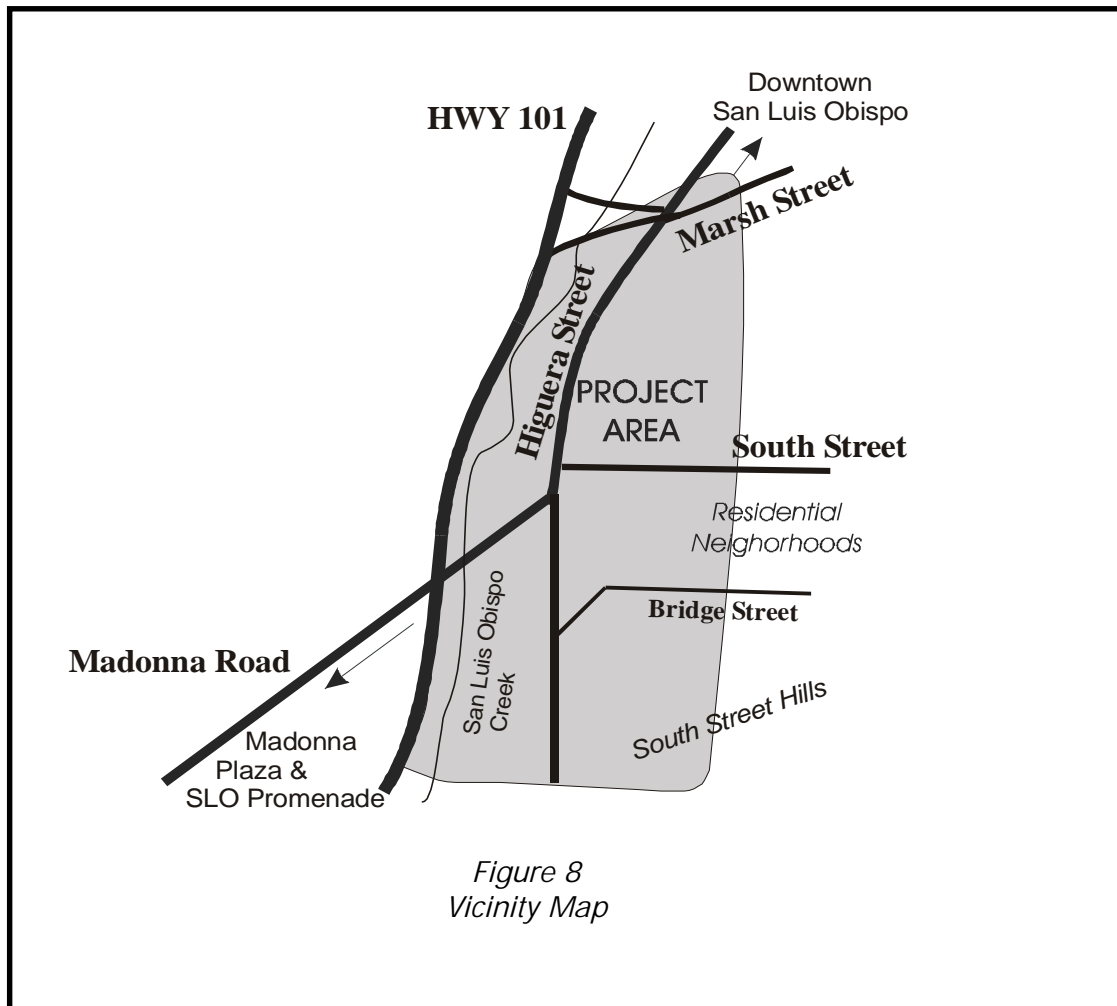 Downtown
San Luis Obispo
HWY 101
Marsh Street
Higuera Street
PROJECT
AREA
South Street
Residential
Neighorhoods
Bridge Street
Madonna Road
San Luis Obispo
Creek
South Street Hills
Madonna
Plaza &
SLO Promenade
Figure 8
Vicinity Map